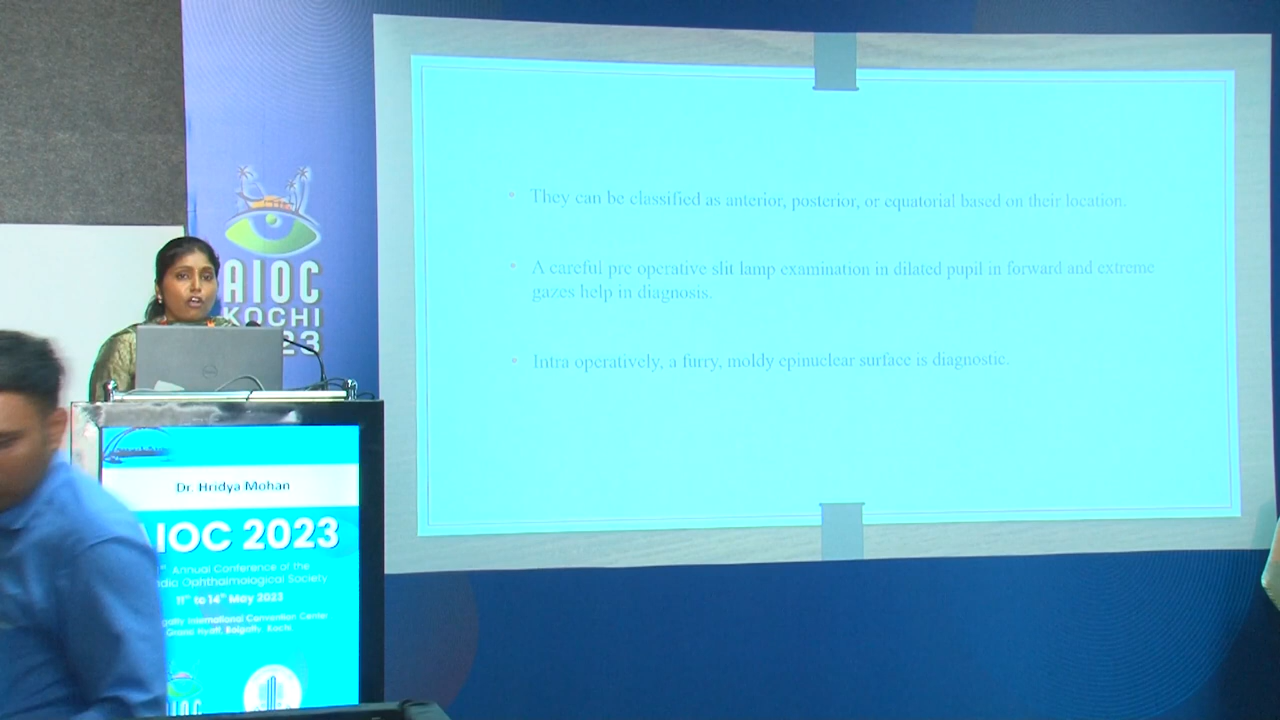 They can be classified as anterior, posterior, or equatorial based on their location.
A careful pre operative slit lamp examination in dilated pupil in forward and extreme
gazes help in diagnosis.
Intra operatively, a furry, moldy epinuclear surface is diagnostic.
AIOC
KOCHI
23
DELL
Dr. Hridya Mohan
AIOC 2023
Annual Conference of the
Ophthalmological Society
11th to 14th May 2023
International Convention Center
Grand Hyatt, Bolgatty, Kochi.